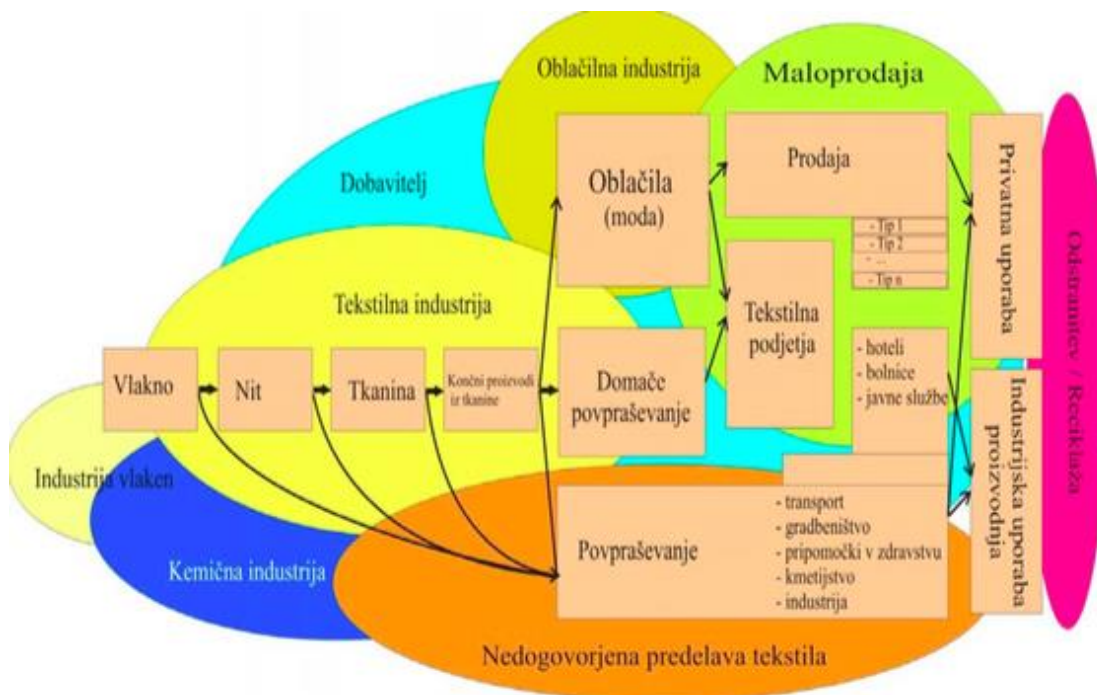 Oblačilna industrija
Maloprodaja
Dobavitelj
Oblačila
(moda)
Prodaja
- Tip 1
- Tip 2
- ...
- Tip n
Privatna uporaba
Odstranitev / Reciklaža
Tekstilna industrija
Tekstilna
podjetja
Vlakno
Nit
Tkanina
Končni proizvodi
ir tkanine
Domače
povpraševanje
- hoteli
- bolnice
- javne službe
Industrijska uporaba
proizvodnja
Industrija vlaken
Kemična industrija
Povpraševanje
- transport
- gradbeništvo
- pripomočki v zdravstvu
- kmetijstvo
- industrija
Nedogovorjena predelava tekstila